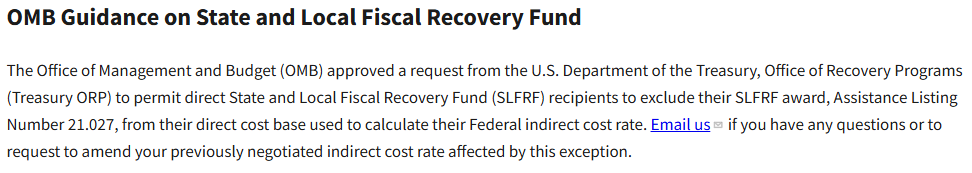 OMB Guidance on State and Local Fiscal Recovery Fund
The Office of Management and Budget (OMB) approved a request from the U.S. Department of the Treasury, Office of Recovery Programs
(Treasury ORP) to permit direct State and Local Fiscal Recovery Fund (SLFRF) recipients to exclude their SLFRF award, Assistance Listing
Number 21.027, from their direct cost base used to calculate their Federal indirect cost rate. Email us if you have any questions or to
request to amend your previously negotiated indirect cost rate affected by this exception.